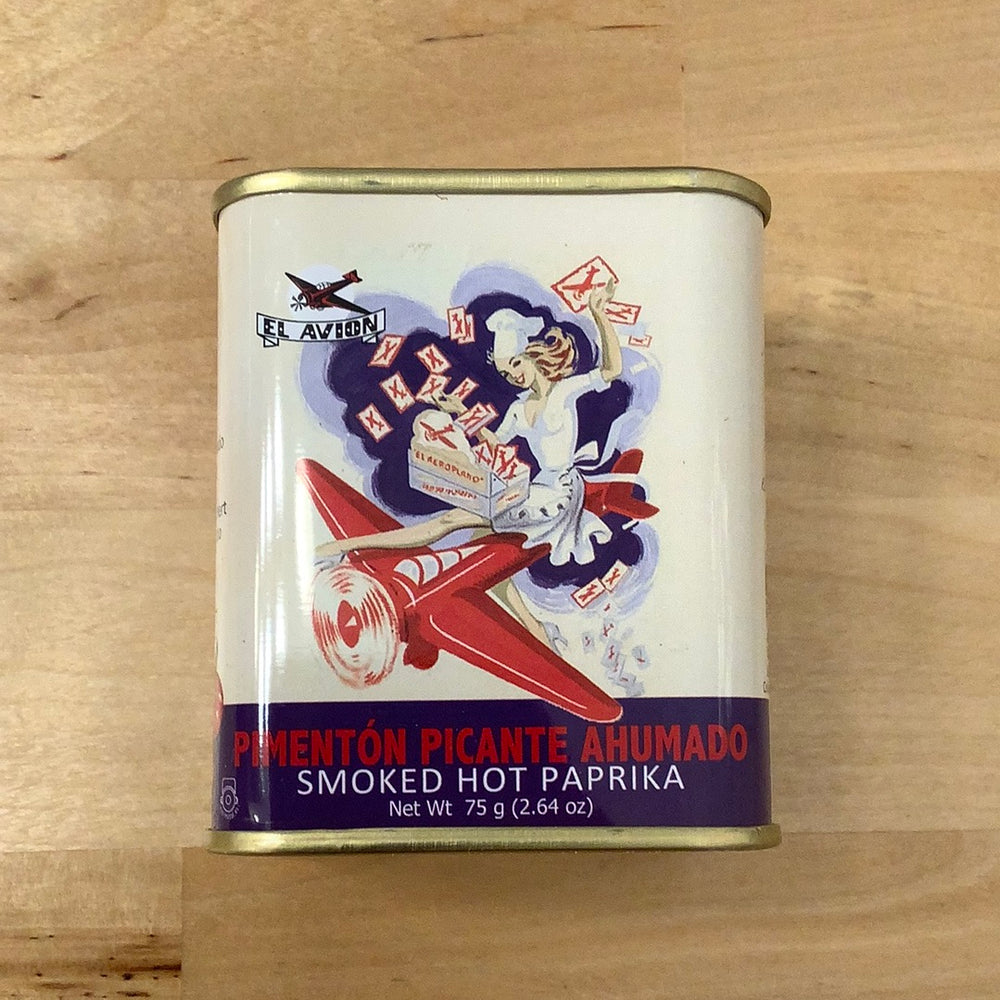 EL AVION
"EL AEROPLANO"
PIMENTÓN PICANTE AHUMADO
SMOKED HOT PAPRIKA
Net Wt 75 g (2.64 oz)